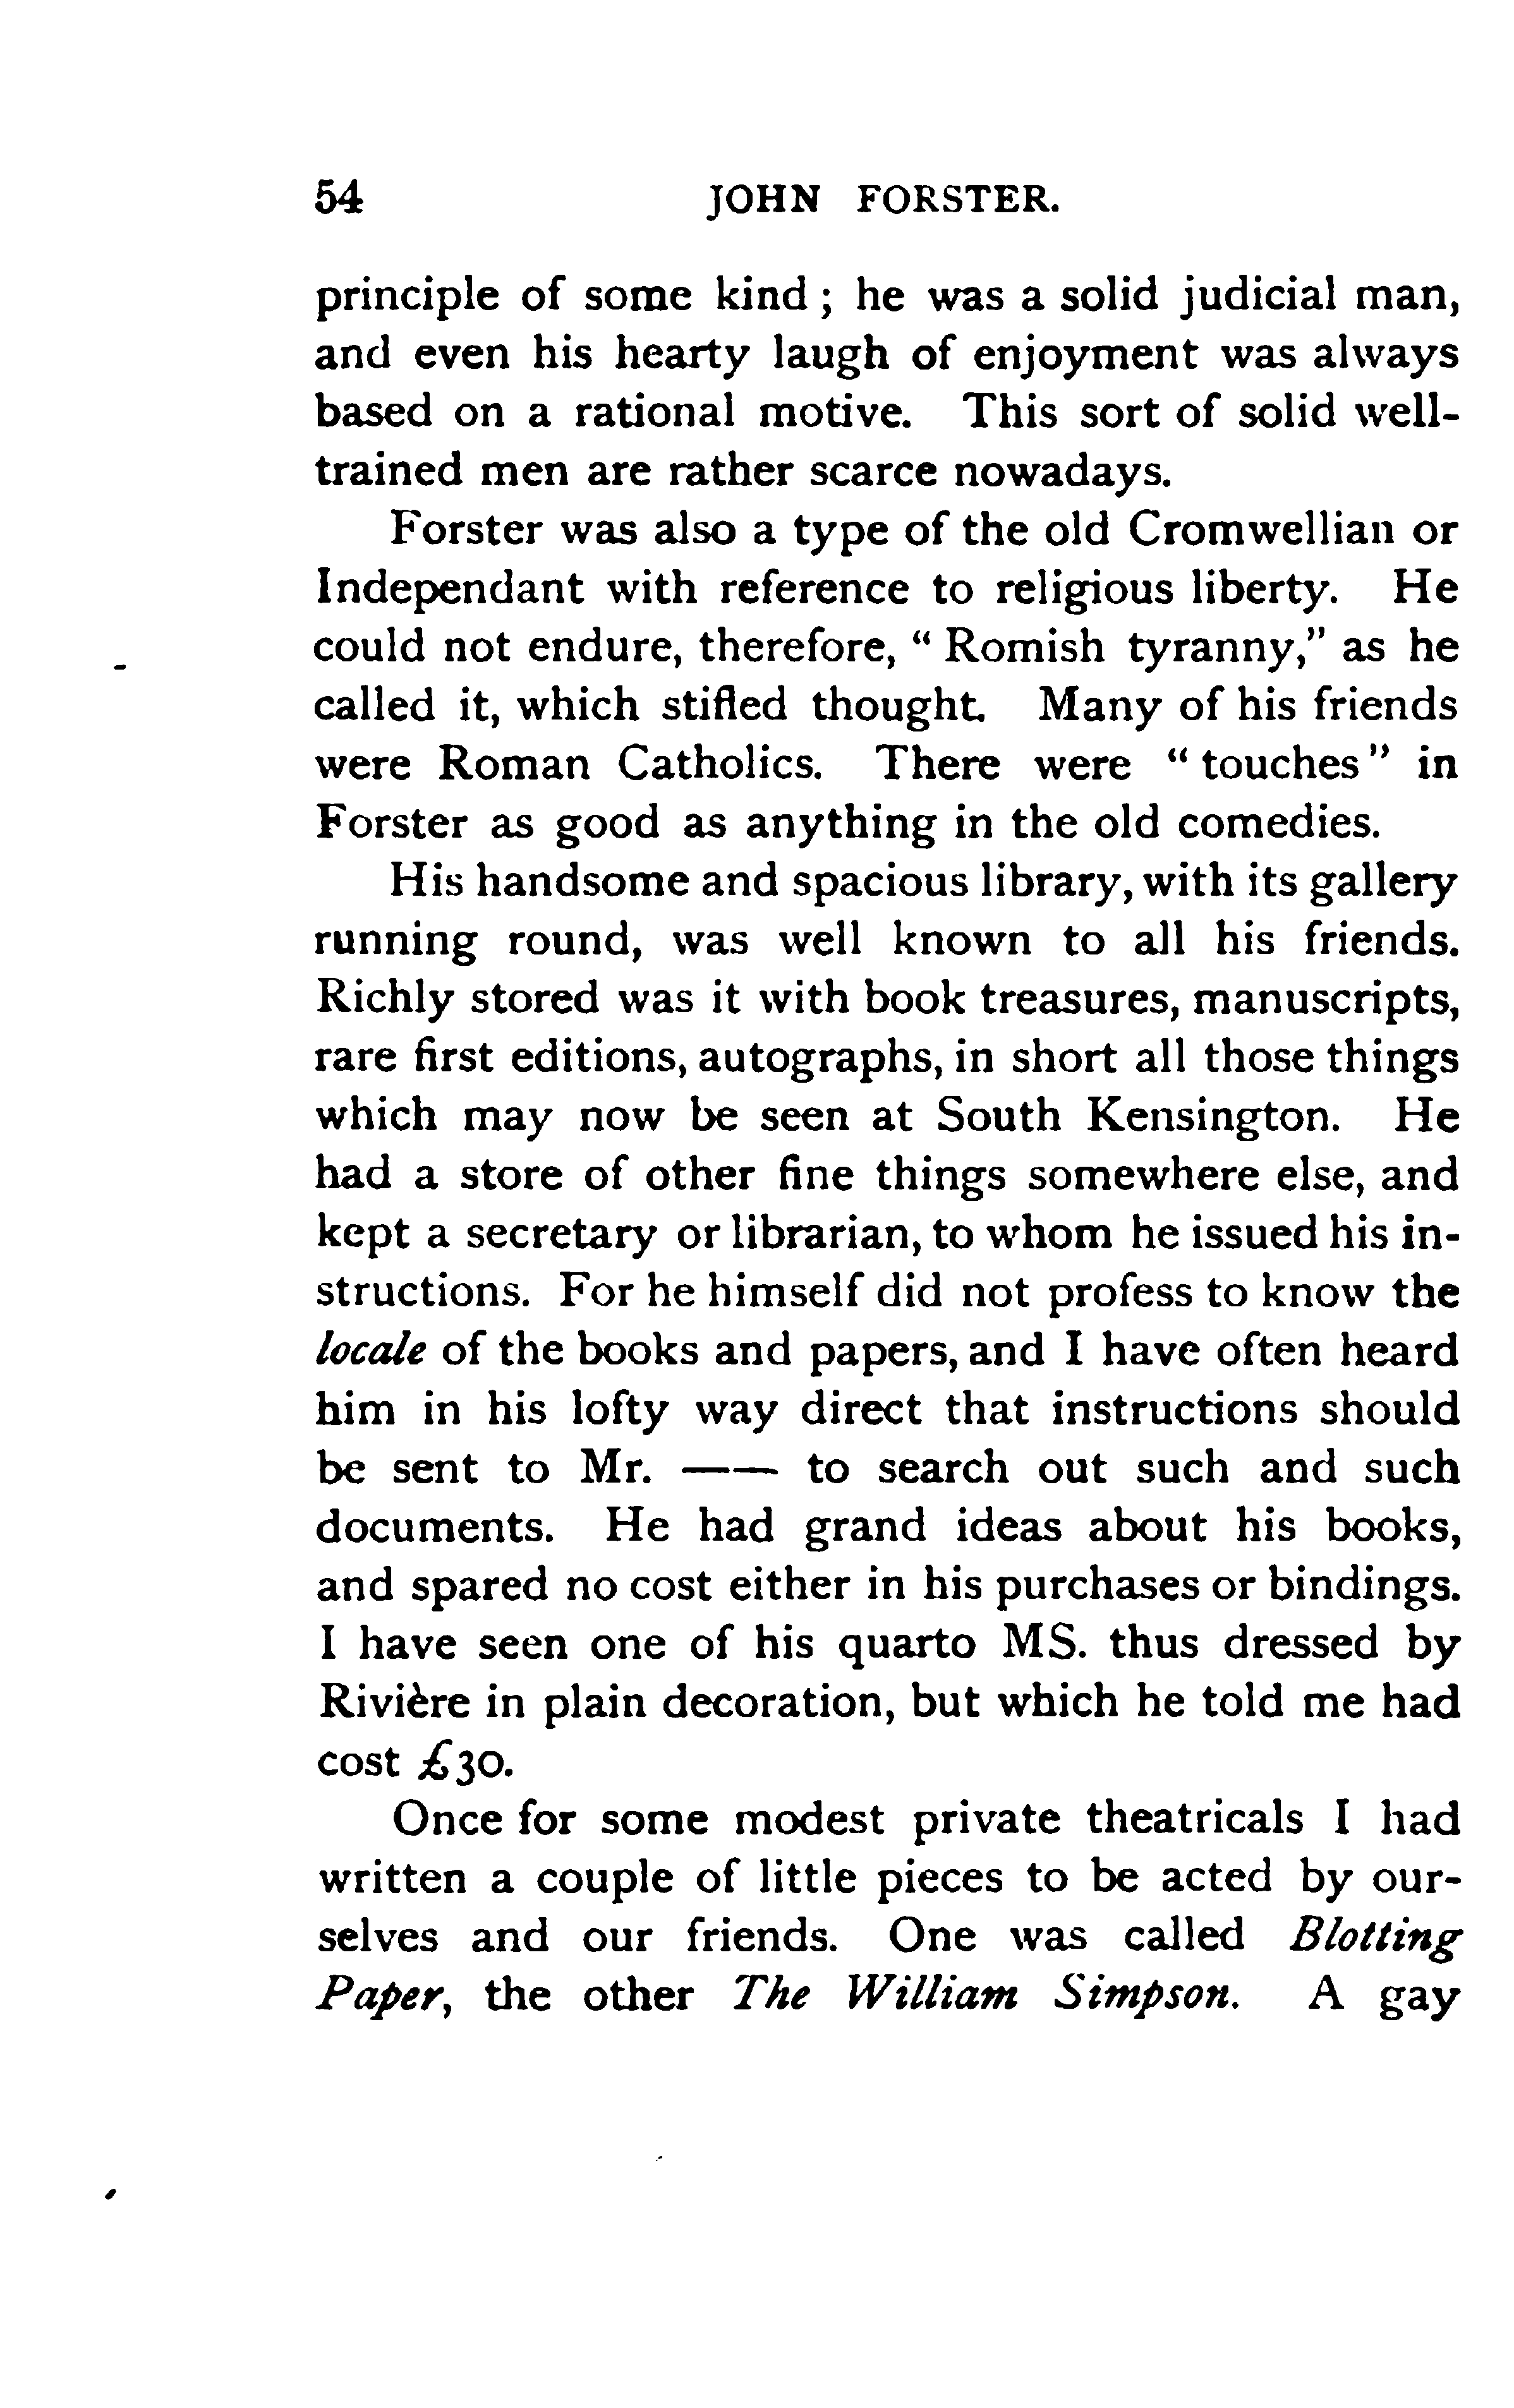 54 JOHN FORSTER.
principle of some kind; he was a solid judicial man,
and even his hearty laugh of enjoyment was always
based on a rational motive. This sort of solid well-
trained men are rather scarce nowadays.
Forster was also a type of the old Cromwellian or
Independant with reference to religious liberty. He
could not endure, therefore, “Romish tyranny,” as he
called it, which stifled thought. Many of his friends
were Roman Catholics. There were “touches” in
Forster as good as anything in the old comedies.
His handsome and spacious library, with its gallery
running round, was well known to all his friends.
Richly stored was it with book treasures, manuscripts,
rare first editions, autographs, in short all those things
which may now be seen at South Kensington. He
had a store of other fine things somewhere else, and
kept a secretary or librarian, to whom he issued his in-
structions. For he himself did not profess to know the
locale of the books and papers, and I have often heard
him in his lofty way direct that instructions should
be sent to Mr. —— to search out such and such
documents. He had grand ideas about his books,
and spared no cost either in his purchases or bindings.
I have seen one of his quarto MS. thus dressed by
Rivière in plain decoration, but which he told me had
cost £30.
Once for some modest private theatricals I had
written a couple of little pieces to be acted by our-
selves and our friends. One was called Blotting
Paper, the other The William Simpson. A gay